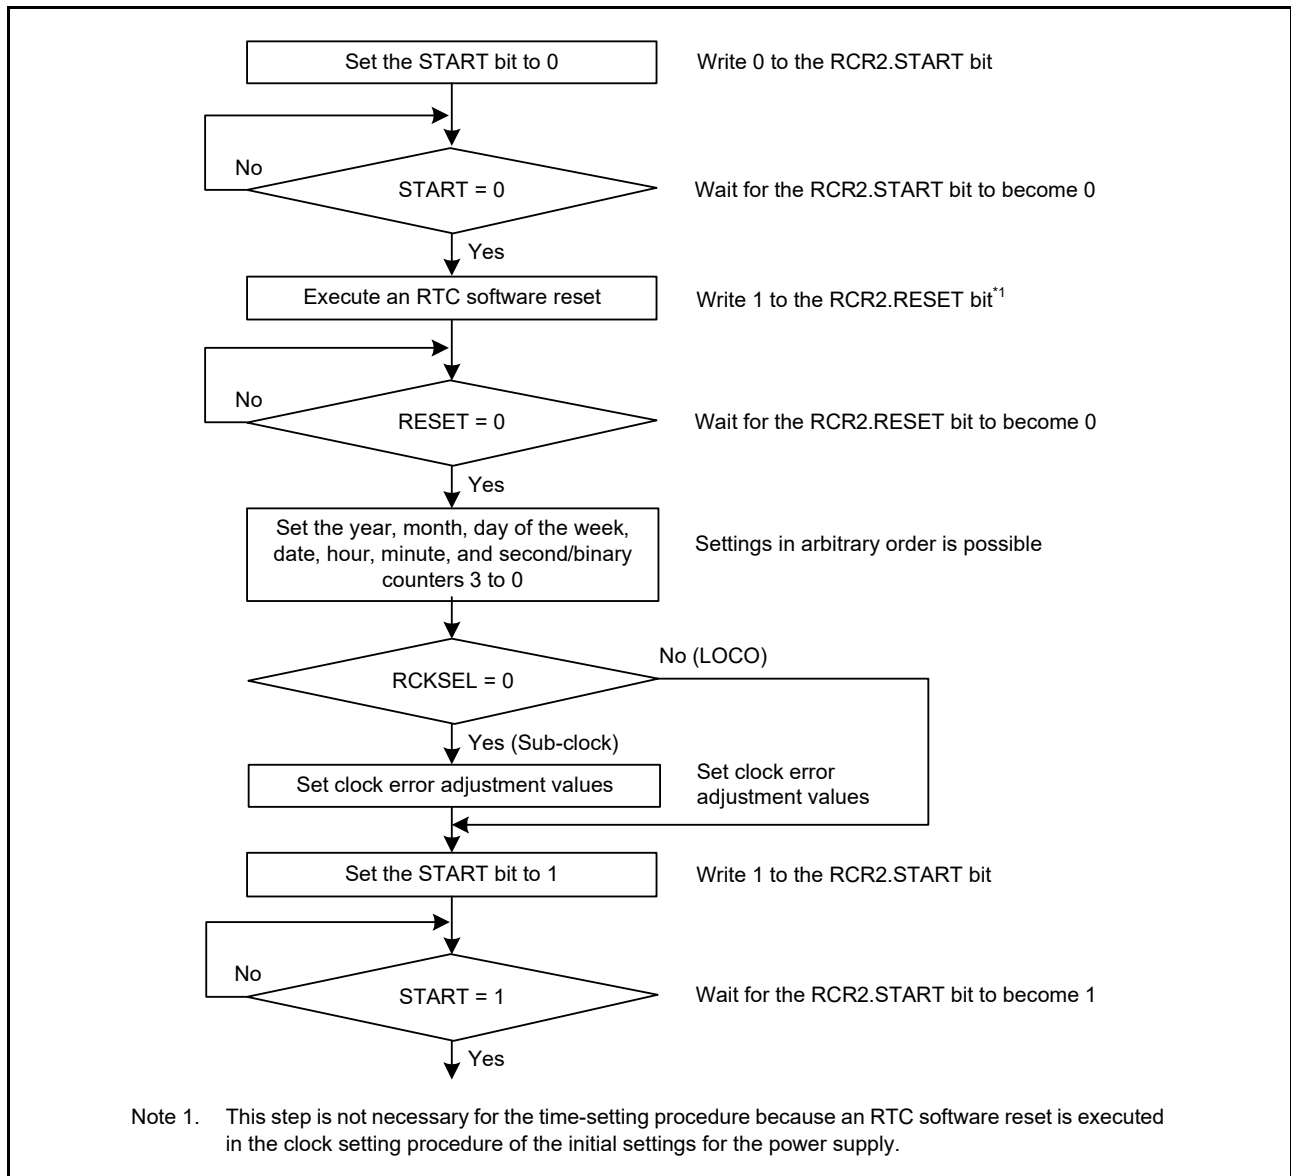 Set the START bit to 0
Write 0 to the RCR2.START bit
No
START = 0
Wait for the RCR2.START bit to become 0
Yes
Execute an RTC software reset
Write 1 to the RCR2.RESET bit*1
No
RESET = 0
Wait for the RCR2.RESET bit to become 0
Yes
Set the year, month, day of the week,
date, hour, minute, and second/binary
counters 3 to 0
Settings in arbitrary order is possible
No (LOCO)
RCKSEL = 0
Yes (Sub-clock)
Set clock error adjustment values
Set clock error
adjustment values
Set the START bit to 1
Write 1 to the RCR2.START bit
No
START = 1
Wait for the RCR2.START bit to become 1
Yes
Note 1. This step is not necessary for the time-setting procedure because an RTC software reset is executed
in the clock setting procedure of the initial settings for the power supply.